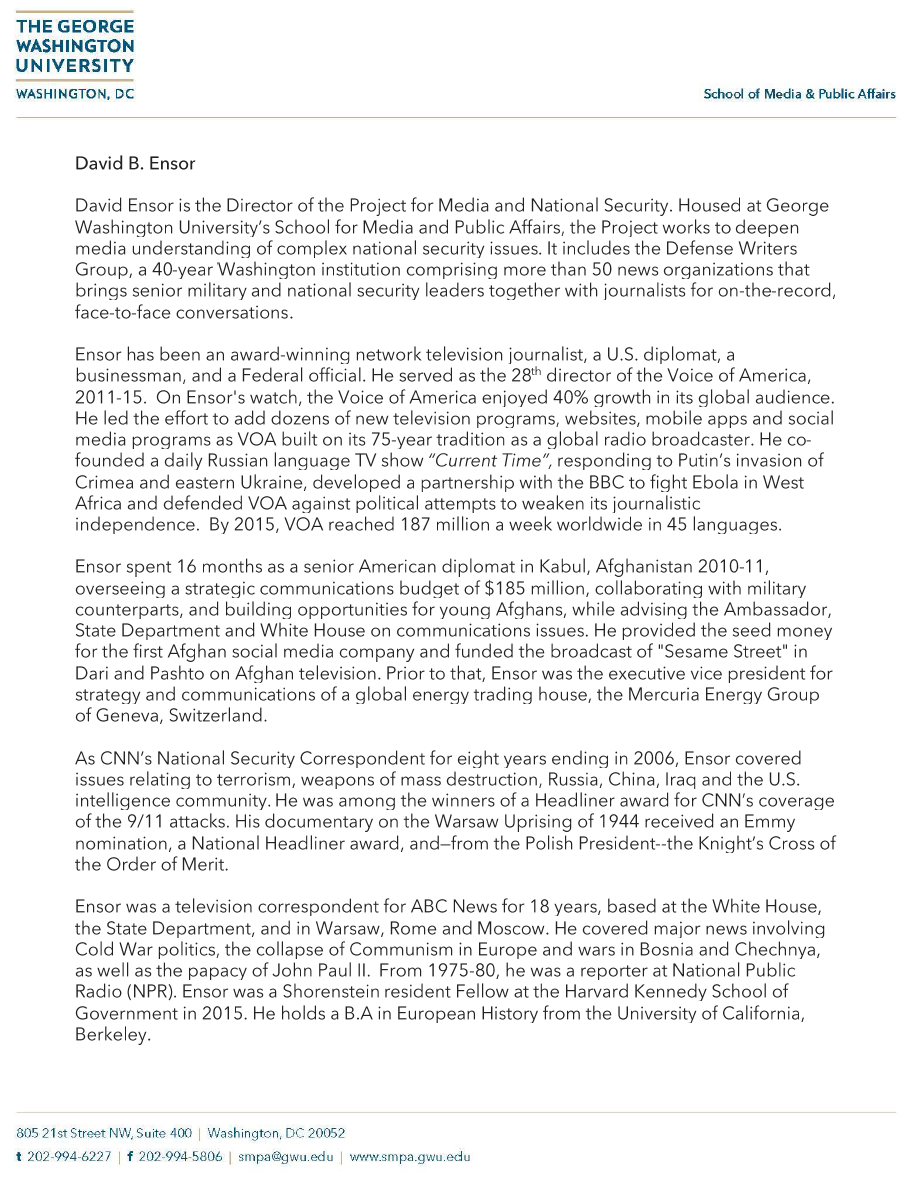 THE GEORGE
WASHINGTON
UNIVERSITY
WASHINGTON, DC
School of Media & Public Affairs
David B. Ensor
David Ensor is the Director of the Project for Media and National Security. Housed at George
Washington University's School for Media and Public Affairs, the Project works to deepen
media understanding of complex national security issues. It includes the Defense Writers
Group, a 40-year Washington institution comprising more than 50 news organizations that
brings senior military and national security leaders together with journalists for on-the-record,
face-to-face conversations.
Ensor has been an award-winning network television journalist, a U.S. diplomat, a
businessman, and a Federal official. He served as the 28th director of the Voice of America,
2011-15.  On Ensor's watch, the Voice of America enjoyed 40% growth in its global audience.
He led the effort to add dozens of new television programs, websites, mobile apps and social
media programs as VOA built on its 75-year tradition as a global radio broadcaster. He co-
founded a daily Russian language TV show “Current Time”, responding to Putin's invasion of
Crimea and eastern Ukraine, developed a partnership with the BBC to fight Ebola in West
Africa and defended VOA against political attempts to weaken its journalistic
independence.  By 2015, VOA reached 187 million a week worldwide in 45 languages.
Ensor spent 16 months as a senior American diplomat in Kabul, Afghanistan 2010-11,
overseeing a strategic communications budget of $185 million, collaborating with military
counterparts, and building opportunities for young Afghans, while advising the Ambassador,
State Department and White House on communications issues. He provided the seed money
for the first Afghan social media company and funded the broadcast of "Sesame Street" in
Dari and Pashto on Afghan television. Prior to that, Ensor was the executive vice president for
strategy and communications of a global energy trading house, the Mercuria Energy Group
of Geneva, Switzerland.
As CNN's National Security Correspondent for eight years ending in 2006, Ensor covered
issues relating to terrorism, weapons of mass destruction, Russia, China, Iraq and the U.S.
intelligence community. He was among the winners of a Headliner award for CNN's coverage
of the 9/11 attacks. His documentary on the Warsaw Uprising of 1944 received an Emmy
nomination, a National Headliner award, and—from the Polish President--the Knight's Cross of
the Order of Merit.
Ensor was a television correspondent for ABC News for 18 years, based at the White House,
the State Department, and in Warsaw, Rome and Moscow. He covered major news involving
Cold War politics, the collapse of Communism in Europe and wars in Bosnia and Chechnya,
as well as the papacy of John Paul II.  From 1975-80, he was a reporter at National Public
Radio (NPR). Ensor was a Shorenstein resident Fellow at the Harvard Kennedy School of
Government in 2015. He holds a B.A in European History from the University of California,
Berkeley.
805 21st Street NW, Suite 400 | Washington, DC 20052
t 202-994-6227 | f 202-994-5806 | smpa@gwu.edu | www.smpa.gwu.edu